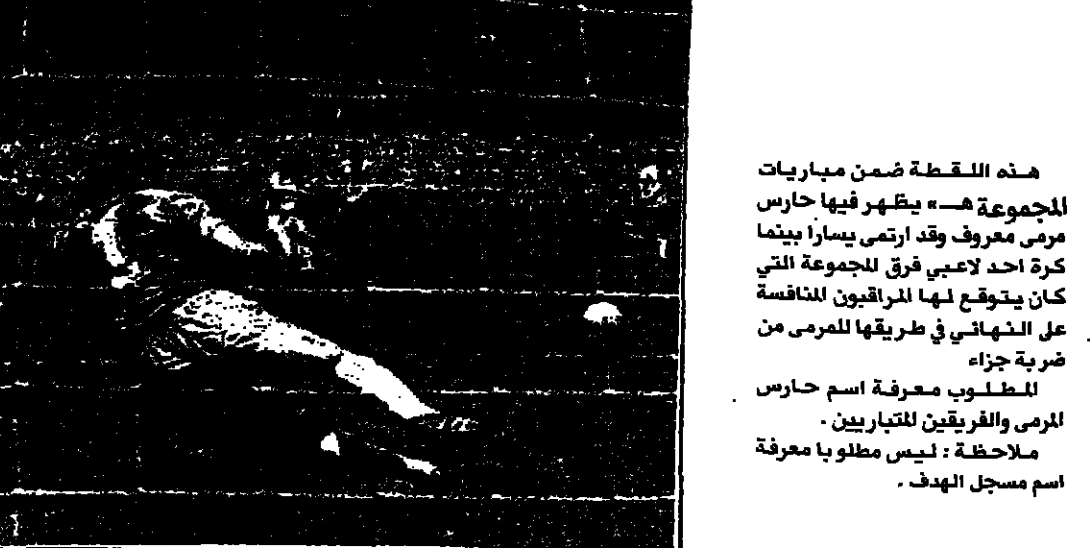 هذه اللقطة ضمن مباريات
المجموعة هـ» يظهر فيها حارس
مرمى معروف وقد ارتمى يسارا بينما
كرة احد لاعبي فرق المجموعة التي
كان يتوقع لها المراقبون المنافسة
على النهائي في طريقها للمرمى من
ضربة جزاء
المطلوب معرفة اسم حارس
المرمى والفريقين المتباريين .
ملاحظة : ليس مطلوبا معرفة
اسم مسجل الهدف .